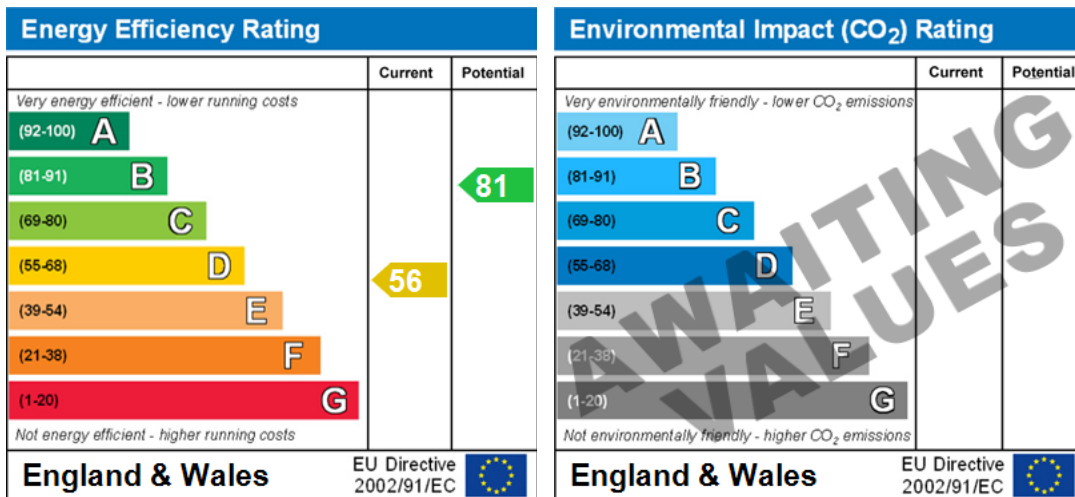 Energy Efficiency Rating
Current Potential
Very energy efficient - lower running costs
(92-100) A
(81-91) B
81
(69-80) C
(55-68) D
56
(39-54) E
(21-38) F
(1-20) G
Not energy efficient - higher running costs
England & Wales
EU Directive
2002/91/EC
Environmental Impact (CO₂) Rating
Current Potential
Very environmentally friendly - lower CO₂ emissions
(92-100) A
(81-91) B
(69-80) C
(55-68) D
(39-54) E
(21-38) F
(1-20) G
AWAITING
VALUES
Not environmentally friendly - higher CO₂ emissions
England & Wales
EU Directive
2002/91/EC